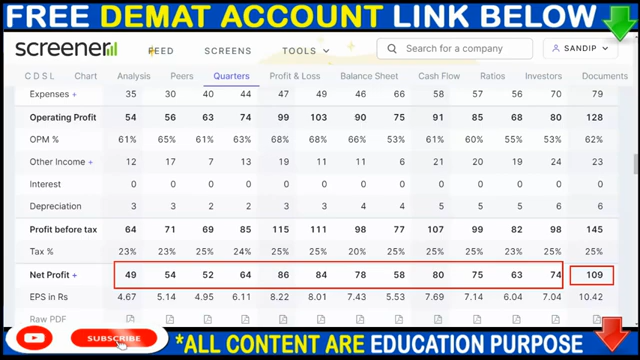 FREE DEMAT ACCOUNT LINK BELOW
screener FEED SCREENS TOOLS Search for a company SANDIP
CDSL Chart Analysis Peers Quarters Profit & Loss Balance Sheet Cash Flow Ratios Investors Documents
Expenses + 35 30 40 44 47 49 46 66 58 57 56 70 79
Operating Profit 54 56 63 74 99 103 90 75 91 85 68 80 128
OPM % 61% 65% 61% 63% 68% 68% 66% 53% 61% 60% 55% 53% 62%
Other Income + 12 17 7 13 19 11 11 6 21 20 19 24 23
Interest 0 0 0 0 0 0 0 0 0 0 0 0 0
Depreciation 3 3 2 2 3 3 4 4 5 5 5 6 6
Profit before tax 64 71 69 85 115 111 98 77 107 99 82 98 145
Tax % 23% 23% 25% 24% 25% 25% 20% 25% 25% 25% 23% 25% 25%
Net Profit + 49 54 52 64 86 84 78 58 80 75 63 74 109
EPS in Rs 4.67 5.14 4.95 6.11 8.22 8.01 7.43 5.53 7.69 7.14 6.04 7.04 10.42
Raw PDF
SUBSCRIBE *ALL CONTENT ARE EDUCATION PURPOSE